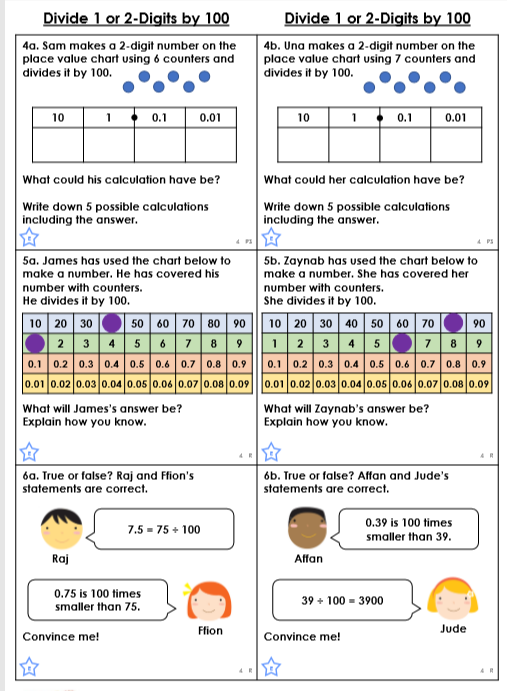 Divide 1 or 2-Digits by 100
Divide 1 or 2-Digits by 100
4a. Sam makes a 2-digit number on the
place value chart using 6 counters and
divides it by 100.
10 1 0.1 0.01
What could his calculation have be?
Write down 5 possible calculations
including the answer.
E
4 PS
4b. Una makes a 2-digit number on the
place value chart using 7 counters and
divides it by 100.
10 1 0.1 0.01
What could her calculation have be?
Write down 5 possible calculations
including the answer.
E
4 PS
5a. James has used the chart below to
make a number. He has covered his
number with counters.
He divides it by 100.
10 20 30 50 60 70 80 90
2 3 4 5 6 7 8 9
0.1 0.2 0.3 0.4 0.5 0.6 0.7 0.8 0.9
0.01 0.02 0.03 0.04 0.05 0.06 0.07 0.08 0.09
What will James's answer be?
Explain how you know.
E
4 R
5b. Zaynab has used the chart below to
make a number. She has covered her
number with counters.
She divides it by 100.
10 20 30 40 50 60 70 90
1 2 3 4 5 7 8 9
0.1 0.2 0.3 0.4 0.5 0.6 0.7 0.8 0.9
0.01 0.02 0.03 0.04 0.05 0.06 0.07 0.08 0.09
What will Zaynab's answer be?
Explain how you know.
E
4 R
6a. True or false? Raj and Ffion's
statements are correct.
7.5 = 75 ÷ 100
Raj
0.75 is 100 times
smaller than 75.
Ffion
Convince me!
E
4 R
6b. True or false? Affan and Jude's
statements are correct.
0.39 is 100 times
smaller than 39.
Affan
39 ÷ 100 = 3900
Jude
Convince me!
E
4 R